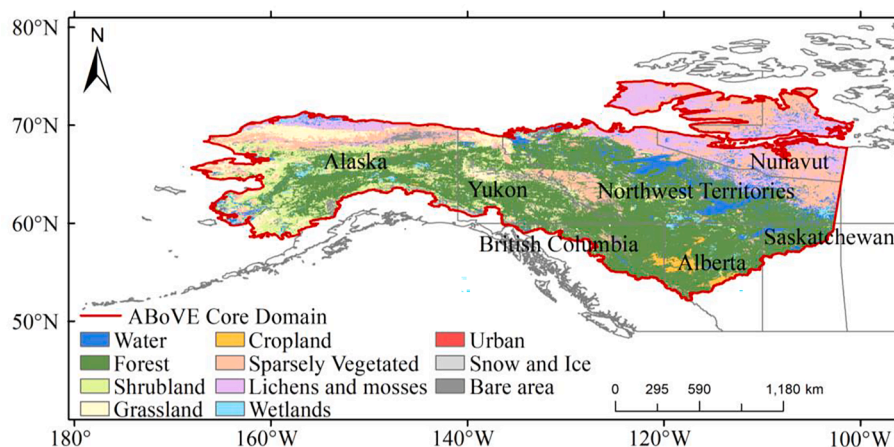 80°N
N
70°N
60°N
50°N
Alaska
Yukon
Nunavut
Northwest Territories
British Columbia
Saskatchewan
Alberta
ABoVE Core Domain
Water Cropland Urban
Forest Sparsely Vegetated Snow and Ice
Shrubland Lichens and mosses Bare area
Grassland Wetlands
0 295 590 1,180 km
180° 160°W 140°W 120°W 100°W